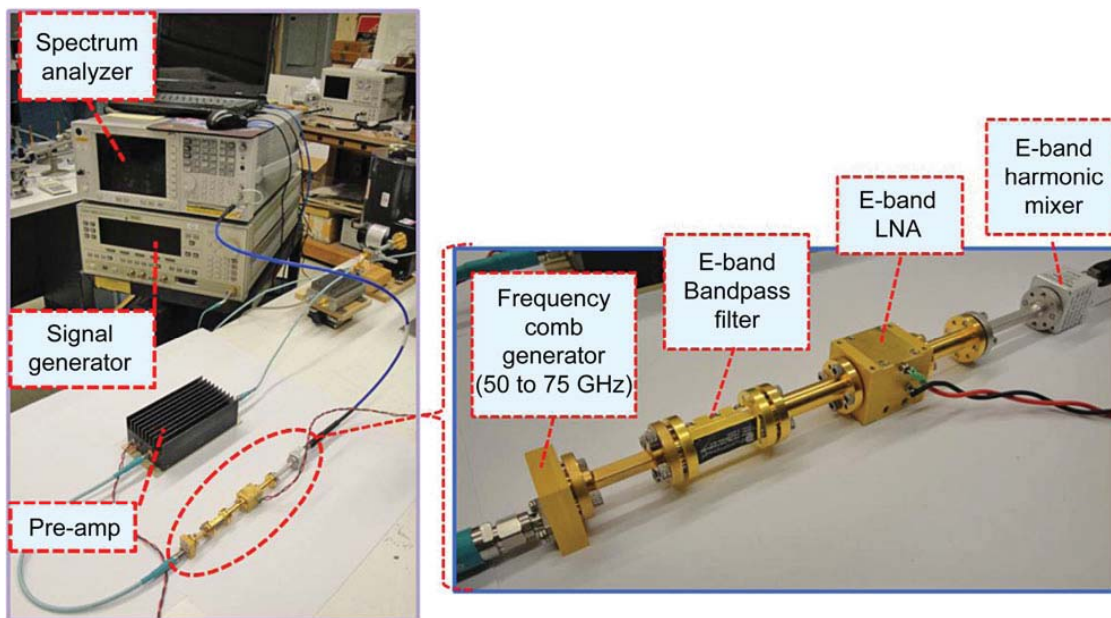 Spectrum
analyzer
Signal
generator
Pre-amp
Frequency
comb
generator
(50 to 75 GHz)
E-band
Bandpass
filter
E-band
LNA
E-band
harmonic
mixer